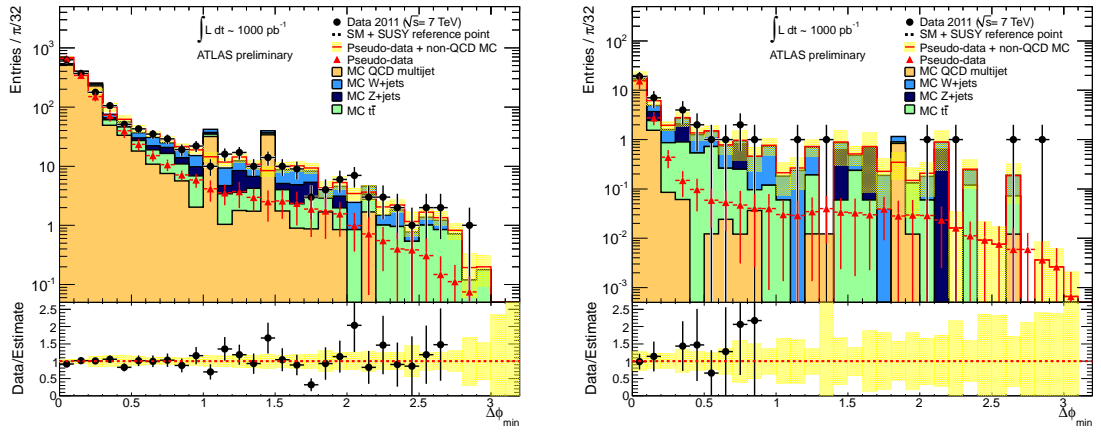 Entries / π/32
∫ L dt ~ 1000 pb⁻¹
ATLAS preliminary
Data 2011 (√s= 7 TeV)
SM + SUSY reference point
Pseudo-data + non-QCD MC
Pseudo-data
MC QCD multijet
MC W+jets
MC Z+jets
MC tt̄
10³
10²
10
1
10⁻¹
Data/Estimate
2.5
2
1.5
1
0.5
0
0 0.5 1 1.5 2 2.5 3
Δϕmin
Entries / π/32
∫ L dt ~ 1000 pb⁻¹
ATLAS preliminary
Data 2011 (√s= 7 TeV)
SM + SUSY reference point
Pseudo-data + non-QCD MC
Pseudo-data
MC QCD multijet
MC W+jets
MC Z+jets
MC tt̄
10²
10
1
10⁻¹
10⁻²
10⁻³
Data/Estimate
2.5
2
1.5
1
0.5
0
0 0.5 1 1.5 2 2.5 3
Δϕmin